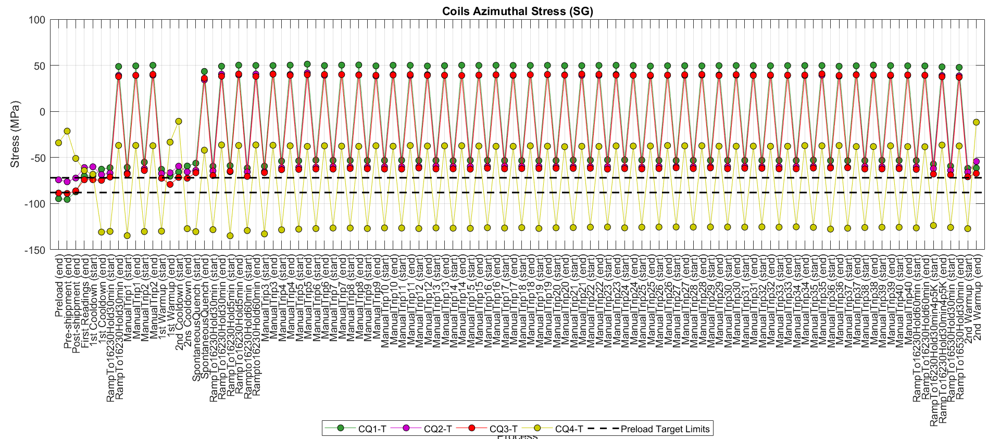 Coils Azimuthal Stress (SG)
Stress (MPa)
100
50
0
-50
-100
-150
Preload (end)
Pre-shippment (end
Post-shippment (end)
First Readings (end)
1st Cooldown (start)
1st Cooldown (end)
RampTo16230Hold30min (start)
RampTo16230Hold30min (end)
ManualTrip1 (start)
ManualTrip1 (end)
ManualTrip2 (start)
ManualTrip2 (end)
1st Warmup (start)
1st Warmup (end)
2nd Cooldown (start)
2ns Cooldown (end)
SpontaneousQuench (start)
SpontaneousQuench (end)
RampTo16230Hold30min (start)
RampTo16230Hold30min (end)
RampTo16230Hold5min (start)
RampTo16230Hold5min (end)
Rampto16230Hold60min (start)
Rampto16230Hold60min (end)
ManualTrip3 (start)
ManualTrip3 (end)
ManualTrip4 (start)
ManualTrip4 (end)
ManualTrip5 (start)
ManualTrip5 (end)
ManualTrip6 (start)
ManualTrip6 (end)
ManualTrip7 (start)
ManualTrip7 (end)
ManualTrip8 (start)
ManualTrip8 (end)
ManualTrip9 (start)
ManualTrip9 (end)
ManualTrip10 (start)
ManualTrip10 (end)
ManualTrip11 (start)
ManualTrip11 (end)
ManualTrip12 (start)
ManualTrip12 (end)
ManualTrip13 (start)
ManualTrip13 (end)
ManualTrip14 (start)
ManualTrip14 (end)
ManualTrip15 (start)
ManualTrip15 (end)
ManualTrip16 (start)
ManualTrip16 (end)
ManualTrip17 (start)
ManualTrip17 (end)
ManualTrip18 (start)
ManualTrip18 (end)
ManualTrip19 (start)
ManualTrip19 (end)
ManualTrip20 (start)
ManualTrip20 (end)
ManualTrip21 (start)
ManualTrip21 (end)
ManualTrip22 (start)
ManualTrip22 (end)
ManualTrip23 (start)
ManualTrip23 (end)
ManualTrip24 (start)
ManualTrip24 (end)
ManualTrip25 (start)
ManualTrip25 (end)
ManualTrip26 (start)
ManualTrip26 (end)
ManualTrip27 (start)
ManualTrip27 (end)
ManualTrip28 (start)
ManualTrip28 (end)
ManualTrip29 (start)
ManualTrip29 (end)
ManualTrip30 (start)
ManualTrip30 (end)
ManualTrip31 (start)
ManualTrip31 (end)
ManualTrip32 (start)
ManualTrip32 (end)
ManualTrip33 (start)
ManualTrip33 (end)
ManualTrip34 (start)
ManualTrip34 (end)
ManualTrip35 (start)
ManualTrip35 (end)
ManualTrip36 (start)
ManualTrip36 (end)
ManualTrip37 (start)
ManualTrip37 (end)
ManualTrip38 (start)
ManualTrip38 (end)
ManualTrip39 (start)
ManualTrip39 (end)
ManualTrip40 (start)
ManualTrip40 (end)
RampTo16230Hold60min (start)
RampTo16230Hold60min (end)
RampTo16230Hold30min4p5K (start)
RampTo16230Hold30min4p5K (end)
RampTo16530Hold30min (start)
RampTo16530Hold30min (end)
2nd Warmup (start)
2nd Warmup (end)
CQ1-T CQ2-T CQ3-T CQ4-T Preload Target Limits
Process